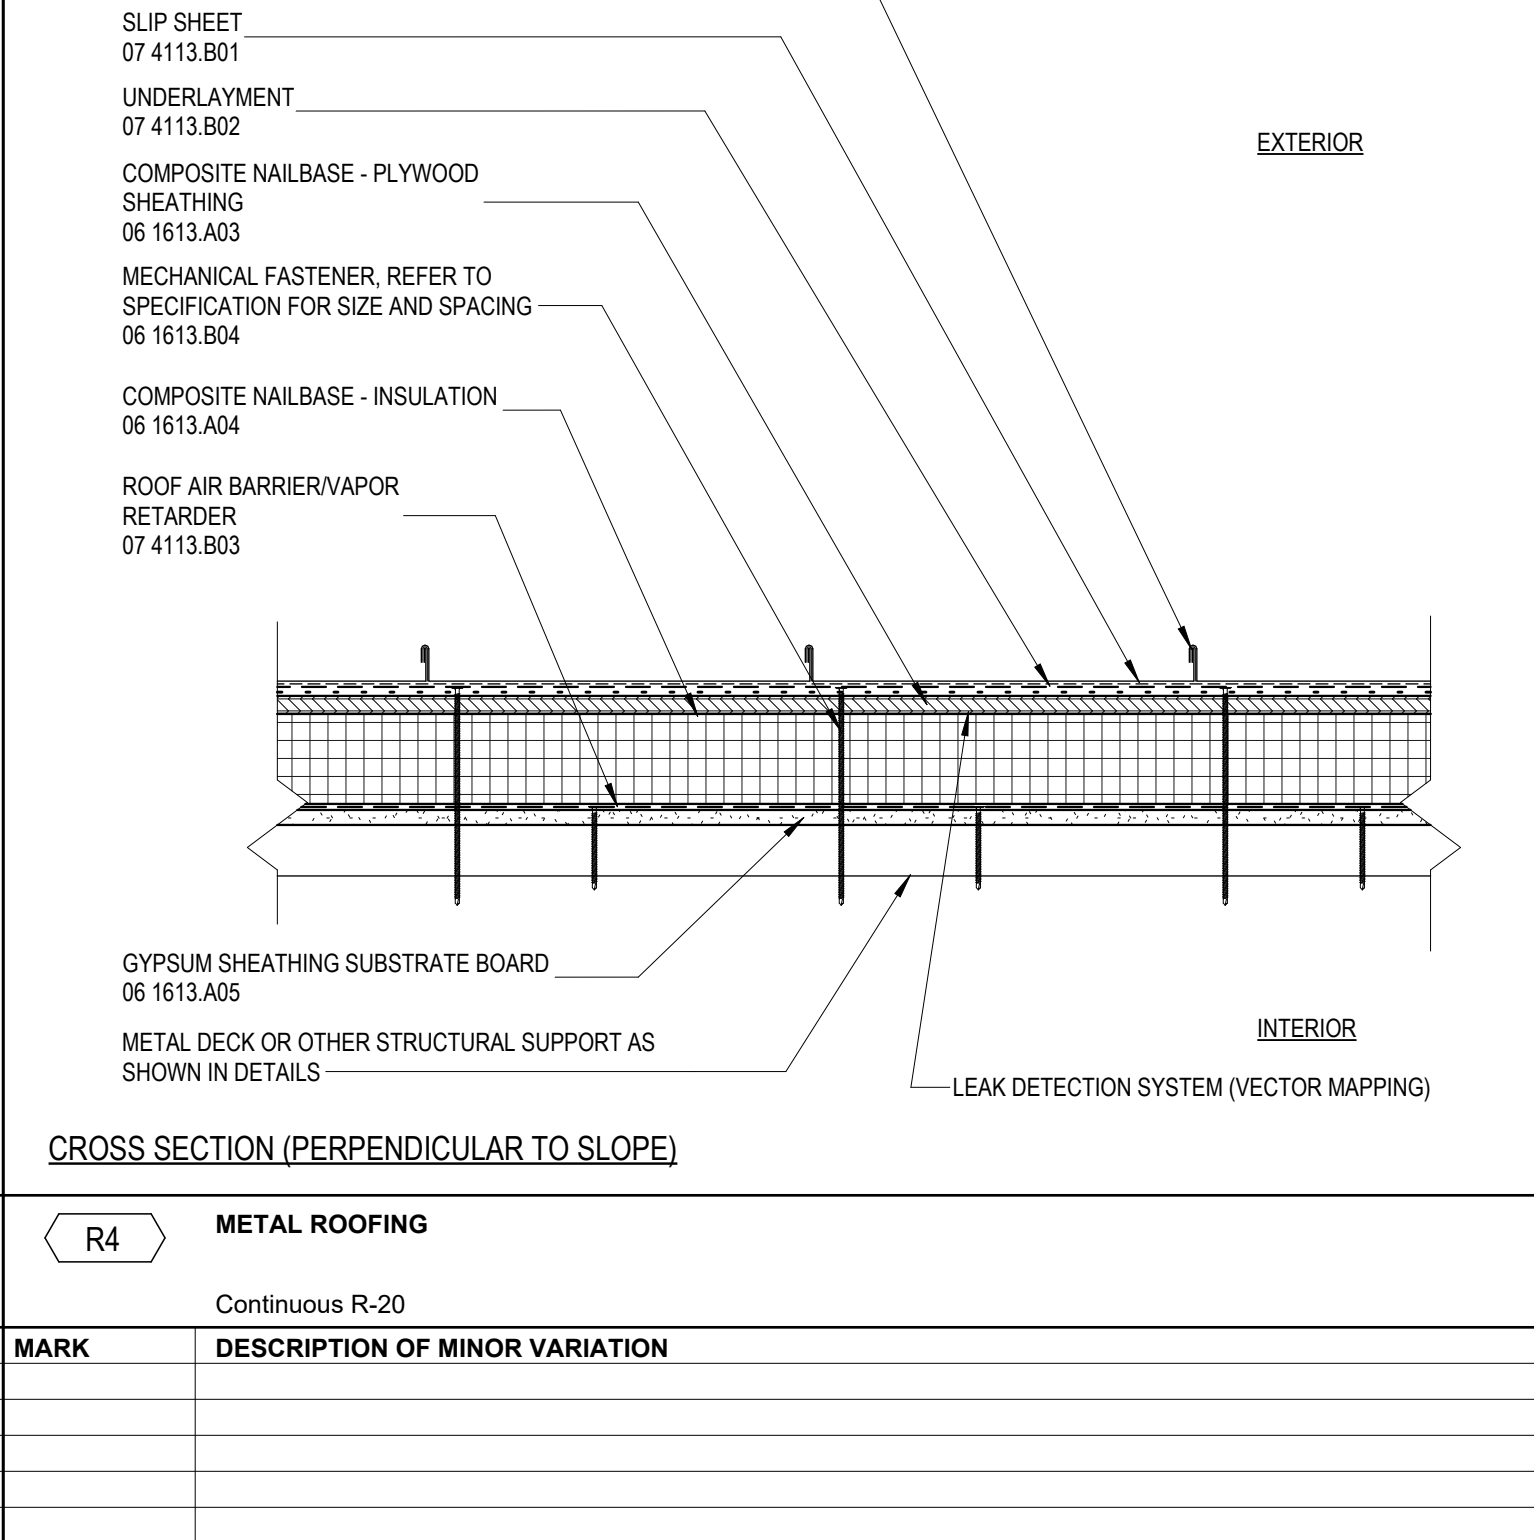 SLIP SHEET
07 4113.B01
UNDERLAYMENT
07 4113.B02
EXTERIOR
COMPOSITE NAILBASE - PLYWOOD
SHEATHING
06 1613.A03
MECHANICAL FASTENER, REFER TO
SPECIFICATION FOR SIZE AND SPACING
06 1613.B04
COMPOSITE NAILBASE - INSULATION
06 1613.A04
ROOF AIR BARRIER/VAPOR
RETARDER
07 4113.B03
GYPSUM SHEATHING SUBSTRATE BOARD
06 1613.A05
INTERIOR
METAL DECK OR OTHER STRUCTURAL SUPPORT AS
SHOWN IN DETAILS
LEAK DETECTION SYSTEM (VECTOR MAPPING)
CROSS SECTION (PERPENDICULAR TO SLOPE)
R4
METAL ROOFING
Continuous R-20
MARK DESCRIPTION OF MINOR VARIATION